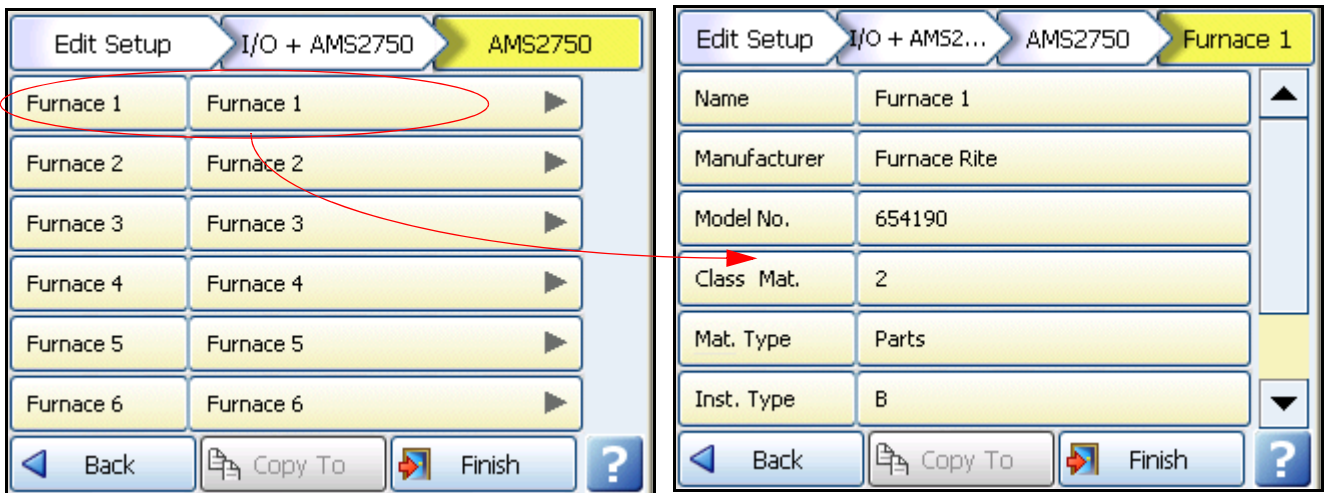 Edit Setup I/O + AMS2750 AMS2750
Furnace 1 Furnace 1
Furnace 2 Furnace 2
Furnace 3 Furnace 3
Furnace 4 Furnace 4
Furnace 5 Furnace 5
Furnace 6 Furnace 6
Back Copy To Finish ?
Edit Setup I/O + AMS2... AMS2750 Furnace 1
Name Furnace 1
Manufacturer Furnace Rite
Model No. 654190
Class Mat. 2
Mat. Type Parts
Inst. Type B
Back Copy To Finish ?